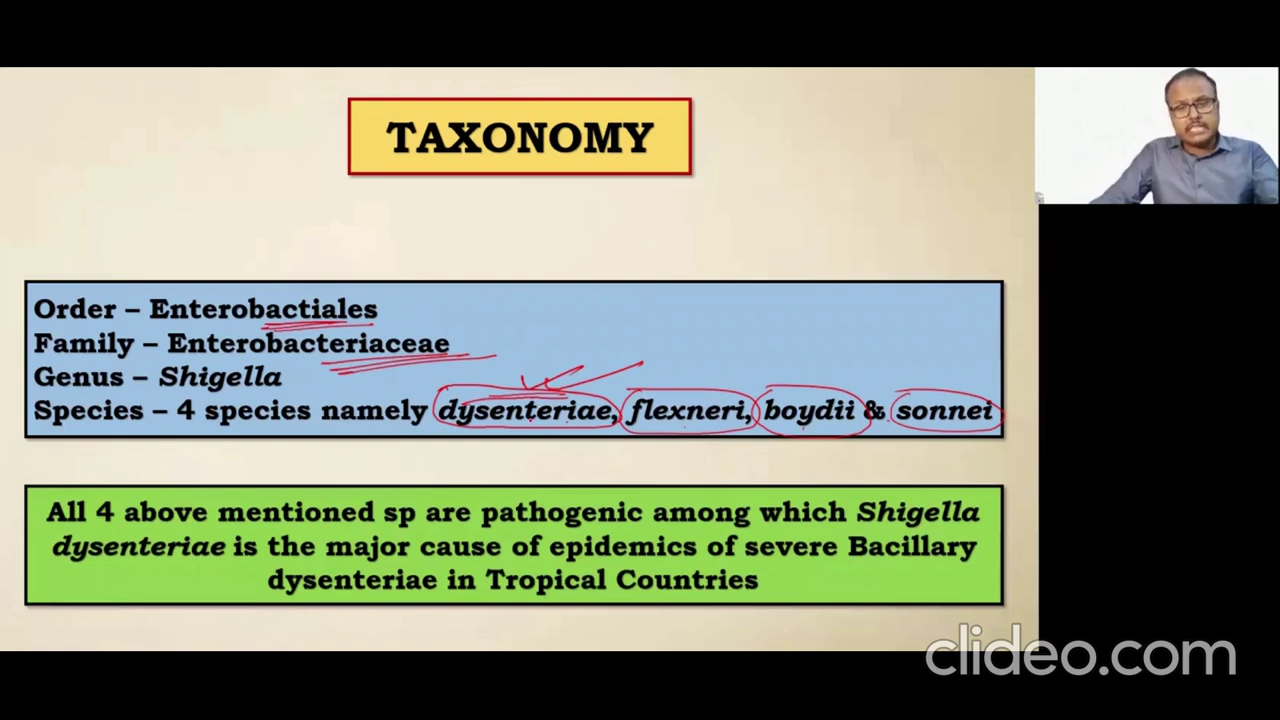 TAXONOMY
Order – Enterobactiales
Family – Enterobacteriaceae
Genus – Shigella
Species – 4 species namely dysenteriae, flexneri, boydii & sonnei
All 4 above mentioned sp are pathogenic among which Shigella
dysenteriae is the major cause of epidemics of severe Bacillary
dysenteriae in Tropical Countries
clideo.com